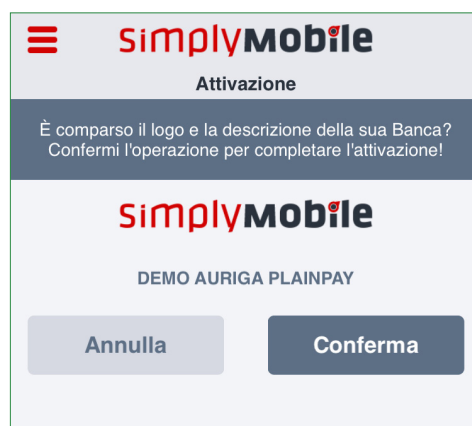 simplyMobile
Attivazione
È comparso il logo e la descrizione della sua Banca?
Confermi l'operazione per completare l'attivazione!
simplyMobile
DEMO AURIGA PLAINPAY
Annulla Conferma